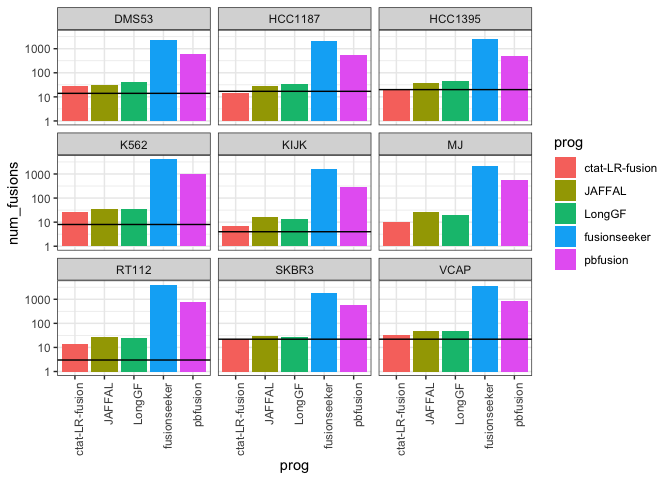 DMS53 HCC1187 HCC1395
1000
100
10
1
K562 KIJK MJ
1000
100
10
1
RT112 SKBR3 VCAP
1000
100
10
1
num_fusions
ctat-LR-fusion JAFFAL LongGF fusionseeker pbfusion ctat-LR-fusion JAFFAL LongGF fusionseeker pbfusion ctat-LR-fusion JAFFAL LongGF fusionseeker pbfusion
prog
prog
ctat-LR-fusion
JAFFAL
LongGF
fusionseeker
pbfusion